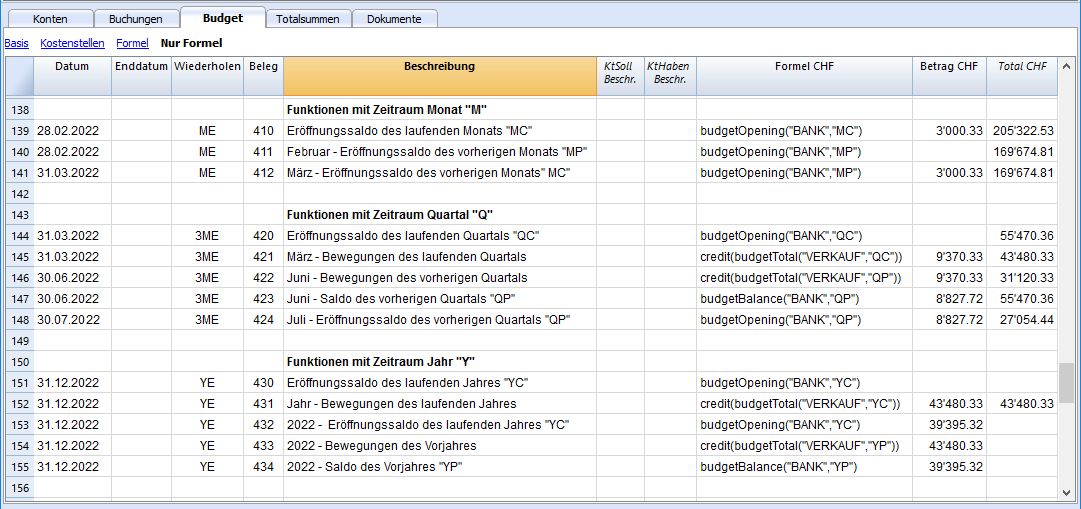 Konten Buchungen Budget Totalsummen Dokumente
Basis Kostenstellen Formel Nur Formel
Datum Enddatum Wiederholen Beleg Beschreibung KtSoll Beschr. KtHaben Beschr. Formel CHF Betrag CHF Total CHF
138 Funktionen mit Zeitraum Monat "M"
139 28.02.2022 ME 410 Eröffnungssaldo des laufenden Monats "MC" budgetOpening("BANK","MC") 3'000.33 205'322.53
140 28.02.2022 ME 411 Februar - Eröffnungssaldo des vorherigen Monats "MP" budgetOpening("BANK","MP") 169'674.81
141 31.03.2022 ME 412 März - Eröffnungssaldo des vorherigen Monats" MC" budgetOpening("BANK","MP") 3'000.33 169'674.81
142
143 Funktionen mit Zeitraum Quartal "Q"
144 31.03.2022 3ME 420 Eröffnungssaldo des laufenden Quartals "QC" budgetOpening("BANK","QC") 55'470.36
145 31.03.2022 3ME 421 März - Bewegungen des laufenden Quartals credit(budgetTotal("VERKAUF","QC")) 9'370.33 43'480.33
146 30.06.2022 3ME 422 Juni - Bewegungen des vorherigen Quartals credit(budgetTotal("VERKAUF","QP")) 9'370.33 31'120.33
147 30.06.2022 3ME 423 Juni - Saldo des vorherigen Quartals "QP" budgetBalance("BANK","QP") 8'827.72 55'470.36
148 30.07.2022 3ME 424 Juli - Eröffnungssaldo des vorherigen Quartals "QP" budgetOpening("BANK","QP") 8'827.72 27'054.44
149
150 Funktionen mit Zeitraum Jahr "Y"
151 31.12.2022 YE 430 Eröffnungssaldo des laufenden Jahres "YC" budgetOpening("BANK","YC")
152 31.12.2022 YE 431 Jahr - Bewegungen des laufenden Jahres credit(budgetTotal("VERKAUF","YC")) 43'480.33 43'480.33
153 31.12.2022 YE 432 2022 - Eröffnungssaldo des laufenden Jahres "YC" budgetOpening("BANK","YC") 39'395.32
154 31.12.2022 YE 433 2022 - Bewegungen des Vorjahres credit(budgetTotal("VERKAUF","YP")) 43'480.33
155 31.12.2022 YE 434 2022 - Saldo des Vorjahres "YP" budgetBalance("BANK","YP") 39'395.32
156